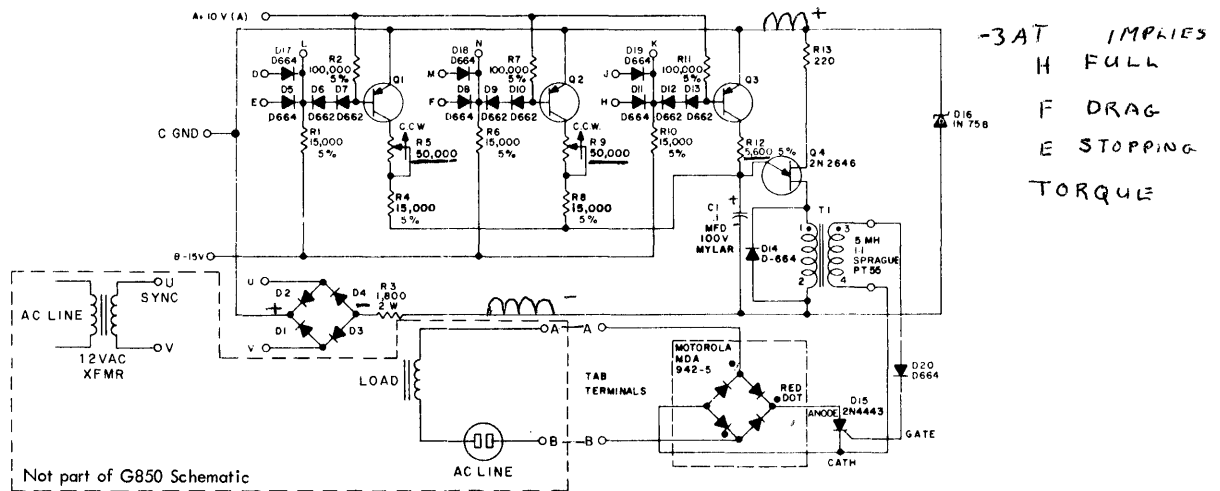 A+10V(A)
-3AT IMPLIES
H FULL
F DRAG
E STOPPING
TORQUE
+
D17
D664
L
R2
100,000
5%
Q1
D18
D664
N
R7
100,000
5%
Q2
D19
D664
K
R11
100,000
5%
Q3
R13
220
D
E
D5
D664
D6
D662
D7
D662
M
F
D8
D664
D9
D662
D10
D662
J
H
D11
D664
D12
D662
D13
D662
D16
IN 758
C GND
R1
15,000
5%
C.C.W.
R5
50,000
R6
15,000
5%
C.C.W.
R9
50,000
R10
15,000
5%
R12
5,600 5%
Q4
2N2646
R4
15,000
5%
R8
15,000
5%
C1
.1
MFD
100V
MYLAR
+
D14
D-664
T1
1
2
3
4
5 MH
1:1
SPRAGUE
PT55
B-15V
AC LINE
U
SYNC
V
12VAC
XFMR
U
V
+
D2
D4
D1
D3
R3
1,800
2 W
-
LOAD
A
A
TAB
TERMINALS
B
B
AC LINE
MOTOROLA
MDA
942-5
RED
DOT
ANODE
D15
2N4443
D20
D664
GATE
CATH
Not part of G850 Schematic